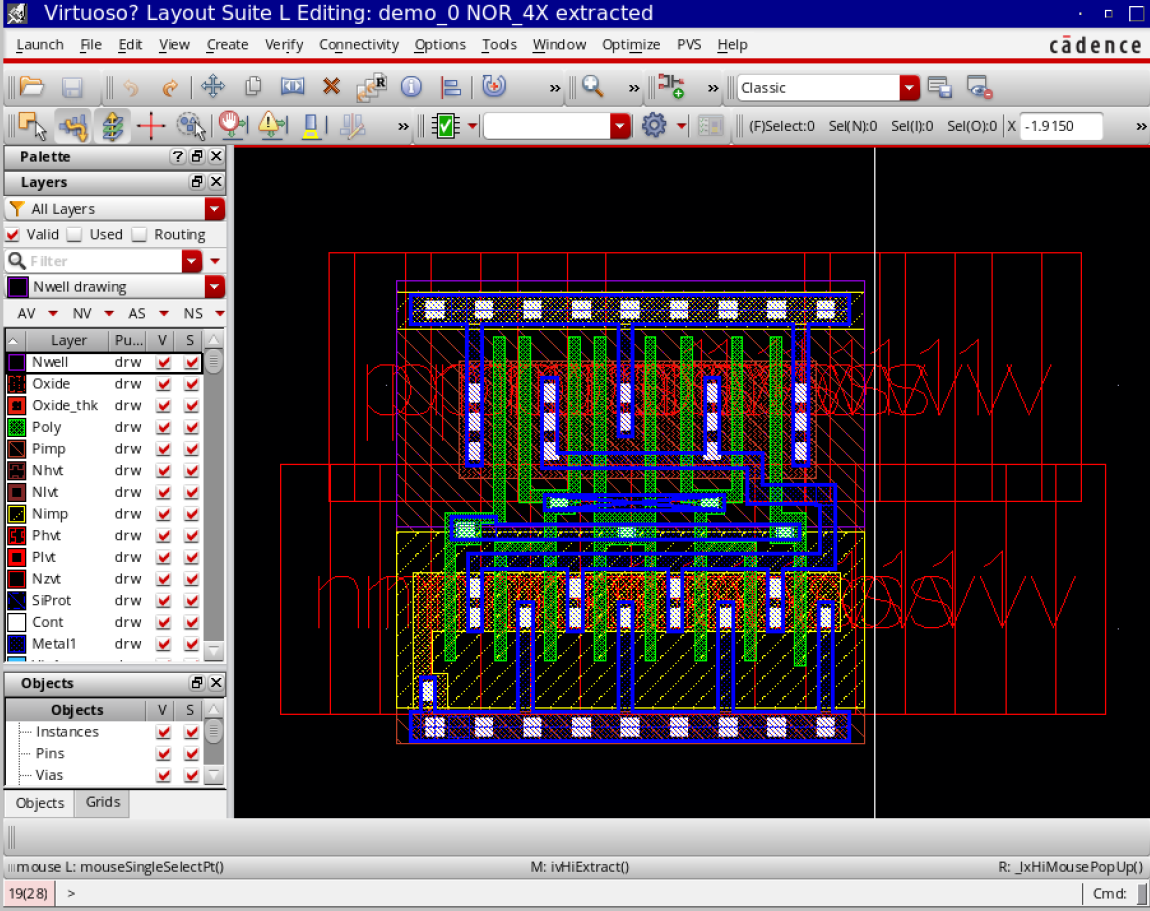 Virtuoso? Layout Suite L Editing: demo_0 NOR_4X extracted
Launch File Edit View Create Verify Connectivity Options Tools Window Optimize PVS Help cādence
R » » » Classic
» (F)Select:0 Sel(N):0 Sel(I):0 Sel(O):0 X -1.9150 »
Palette ?
Layers
All Layers
Valid Used Routing
Filter
Nwell drawing
AV NV AS NS
Layer Pu... V S
Nwell drw
Oxide drw
Oxide_thk drw
Poly drw
Pimp drw
Nhvt drw
Nlvt drw
Nimp drw
Phvt drw
Plvt drw
Nzvt drw
SiProt drw
Cont drw
Metal1 drw
Objects
Objects V S
Instances
Pins
Vias
Objects Grids
mouse L: mouseSingleSelectPt() M: ivHiExtract() R: _lxHiMousePopUp()
19(28) > Cmd: